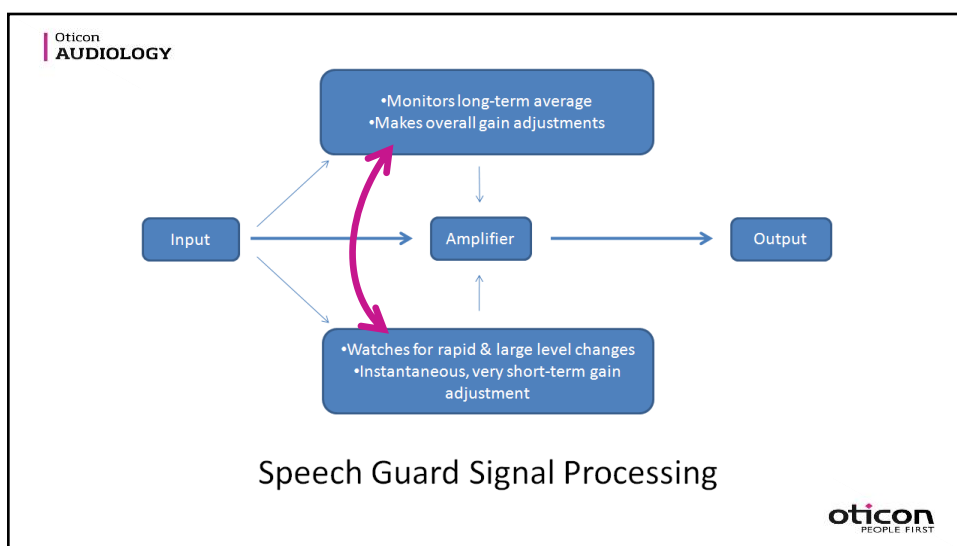 Oticon
AUDIOLOGY
•Monitors long-term average
•Makes overall gain adjustments
Input
Amplifier
Output
•Watches for rapid & large level changes
•Instantaneous, very short-term gain
adjustment
Speech Guard Signal Processing
oticon
PEOPLE FIRST